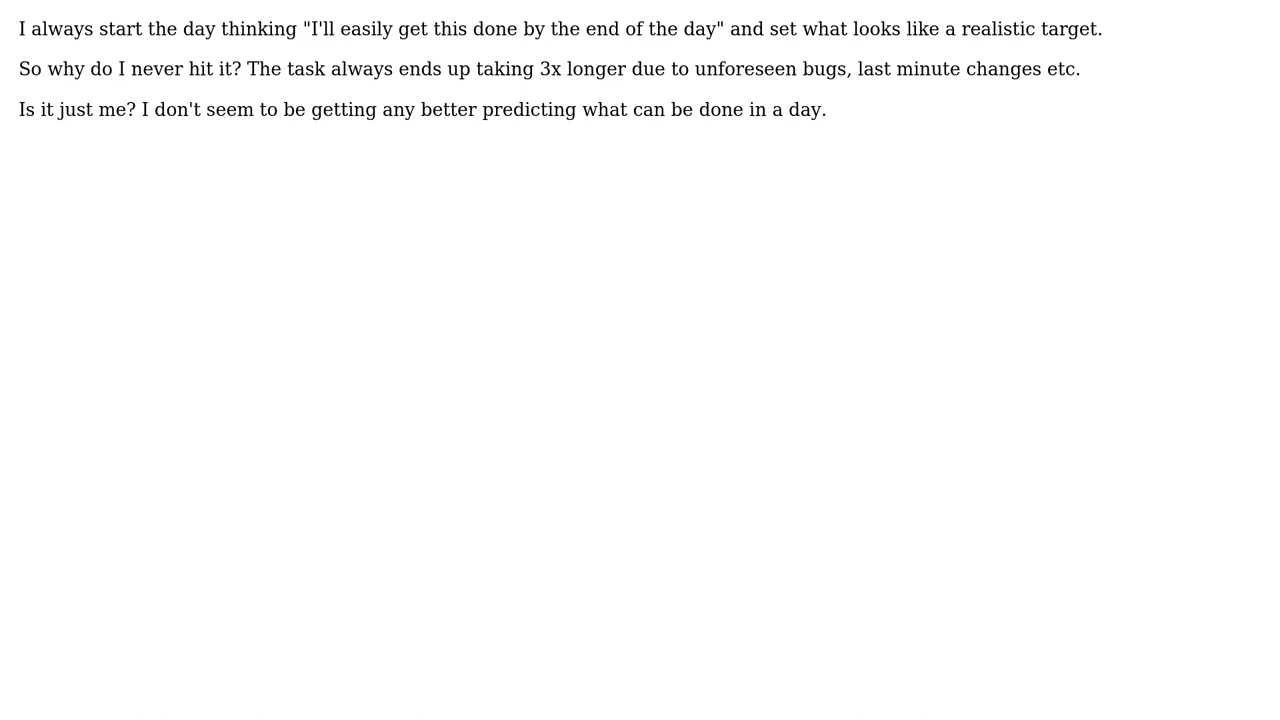 I always start the day thinking "I'll easily get this done by the end of the day" and set what looks like a realistic target.
So why do I never hit it? The task always ends up taking 3x longer due to unforeseen bugs, last minute changes etc.
Is it just me? I don't seem to be getting any better predicting what can be done in a day.